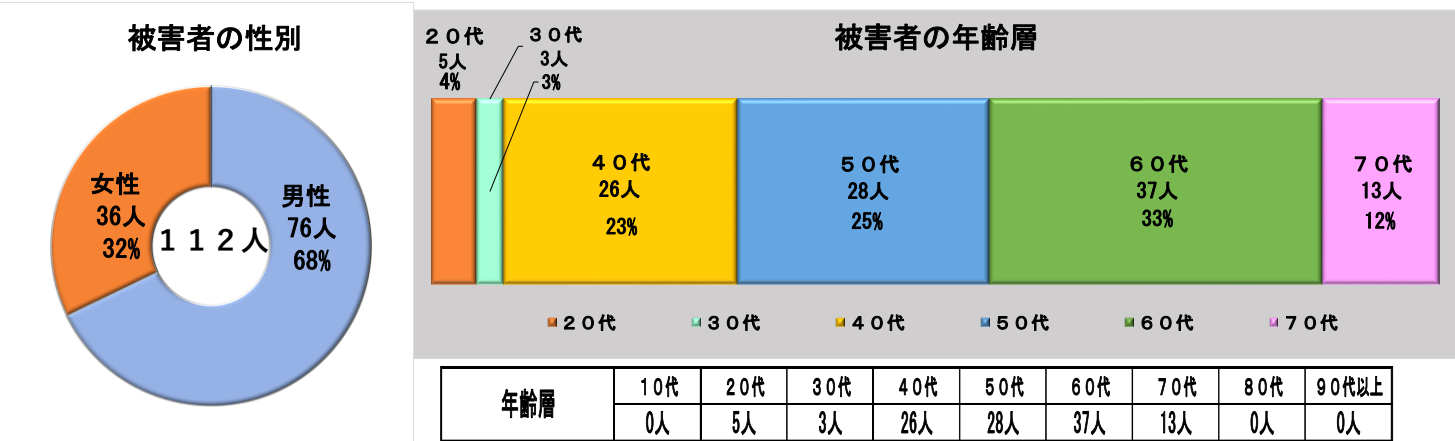 被害者の性別
女性
36人
32%
男性
76人
68%
１１２人
被害者の年齢層
２０代
5人
4%
３０代
3人
3%
４０代
26人
23%
５０代
28人
25%
６０代
37人
33%
７０代
13人
12%
２０代 ３０代 ４０代 ５０代 ６０代 ７０代
年齢層 １０代 ２０代 ３０代 ４０代 ５０代 ６０代 ７０代 ８０代 ９０代以上
0人 5人 3人 26人 28人 37人 13人 0人 0人